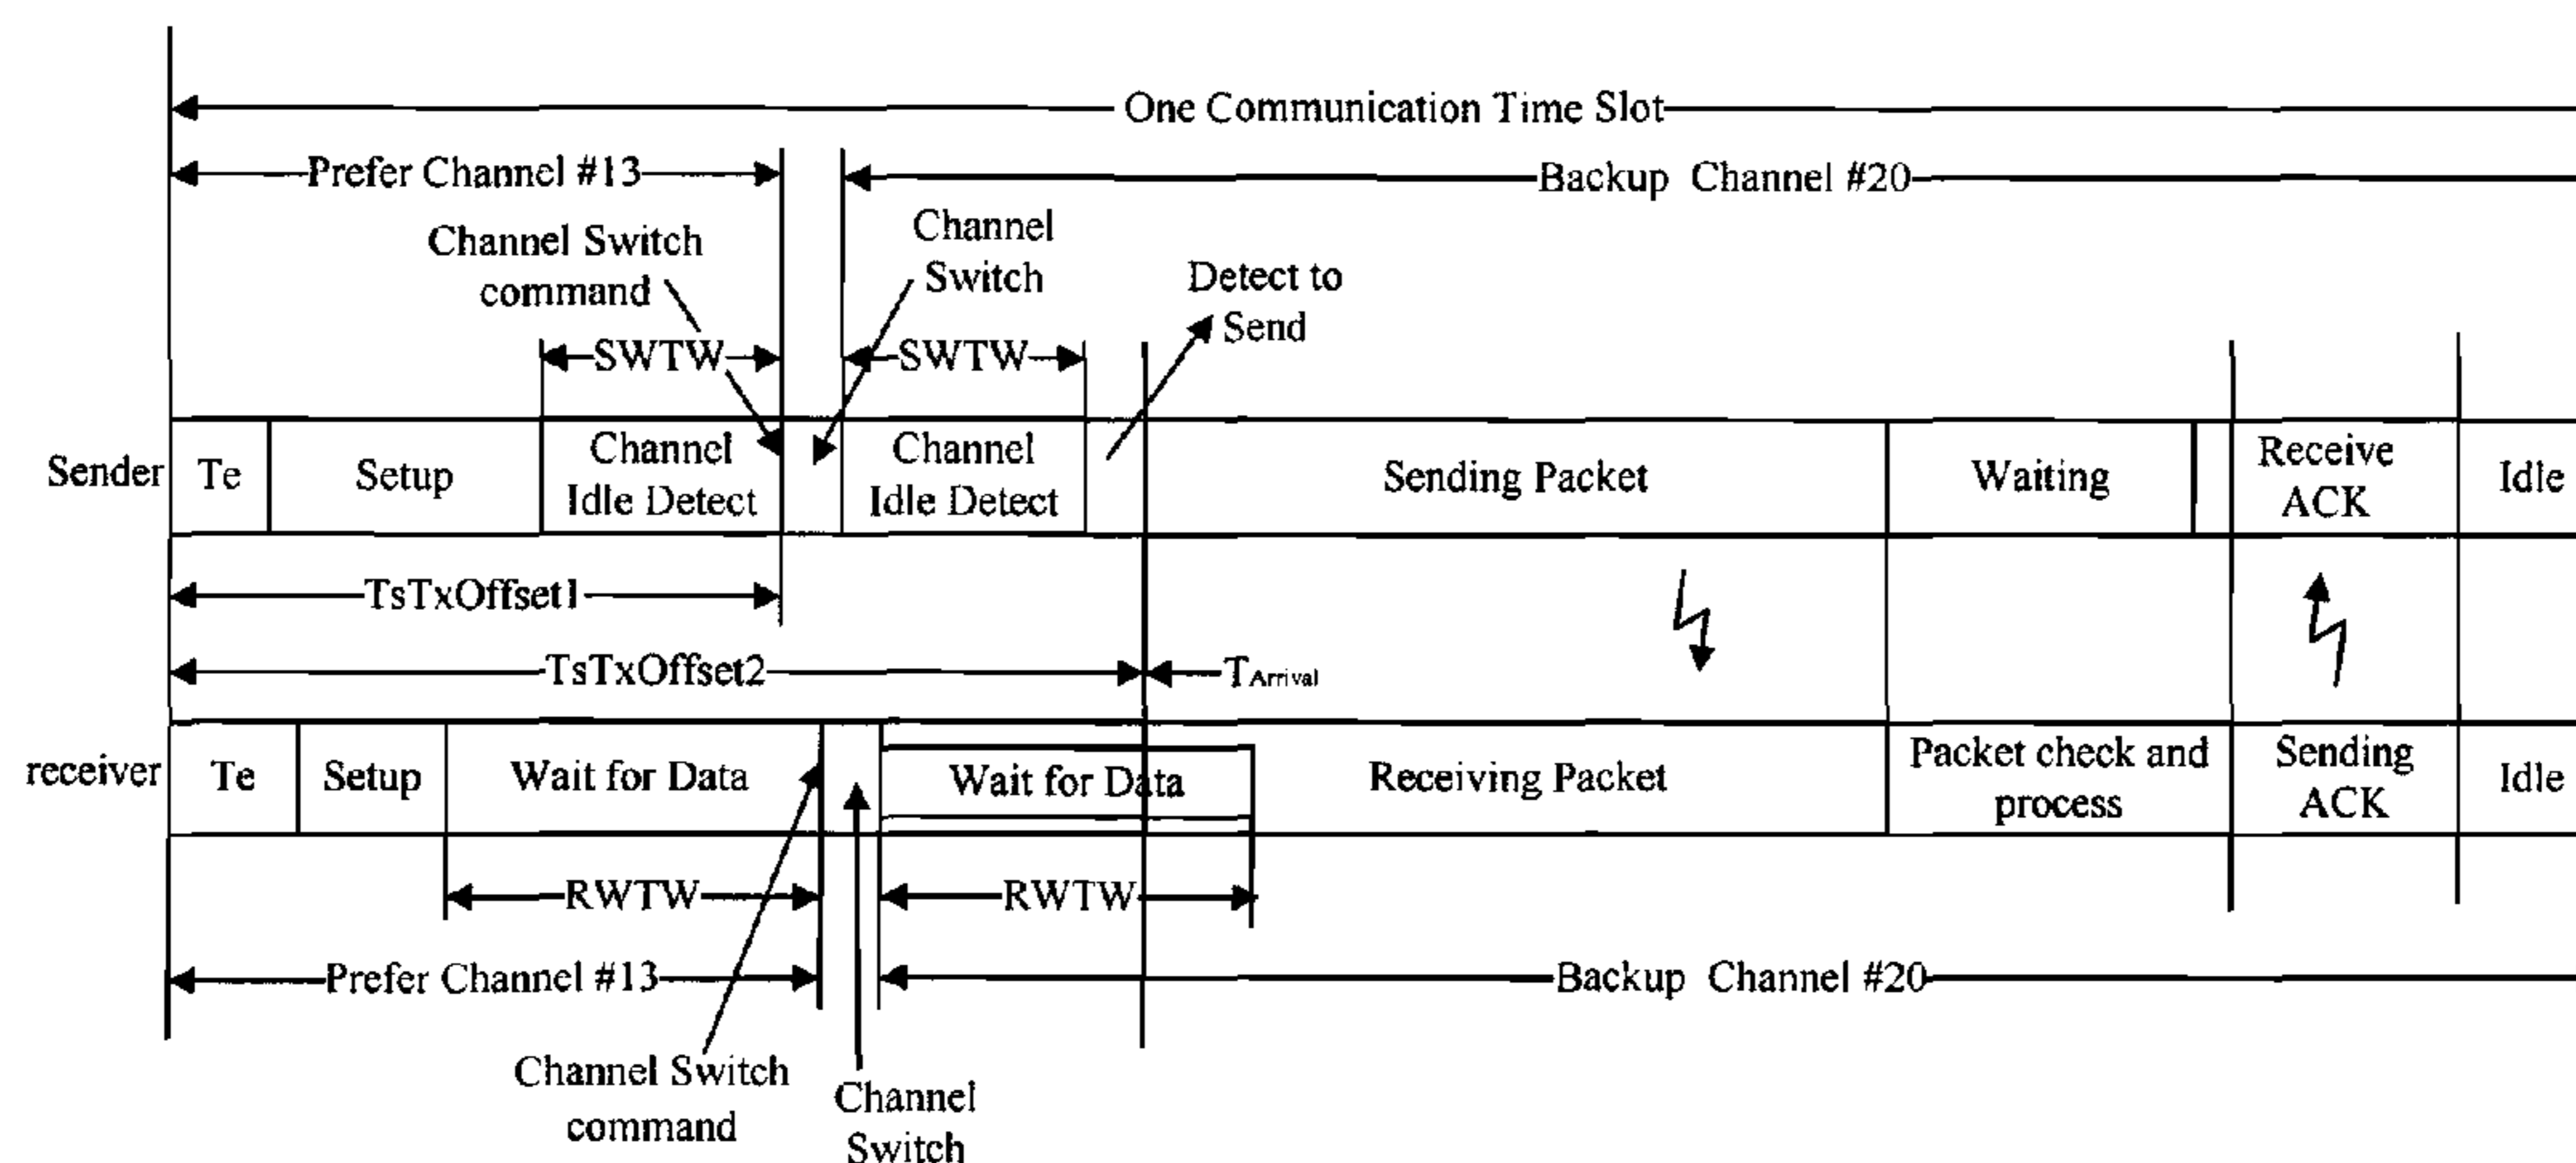 One Communication Time Slot
Prefer Channel #13
Backup Channel #20
Channel Switch
command
Channel
Switch
Detect to
Send
SWTW
SWTW
Sender
Te
Setup
Channel
Idle Detect
Channel
Idle Detect
Sending Packet
Waiting
Receive
ACK
Idle
TsTxOffset1
TsTxOffset2
TArrival
receiver
Te
Setup
Wait for Data
Wait for Data
Receiving Packet
Packet check and
process
Sending
ACK
Idle
RWTW
RWTW
Prefer Channel #13
Backup Channel #20
Channel Switch
command
Channel
Switch